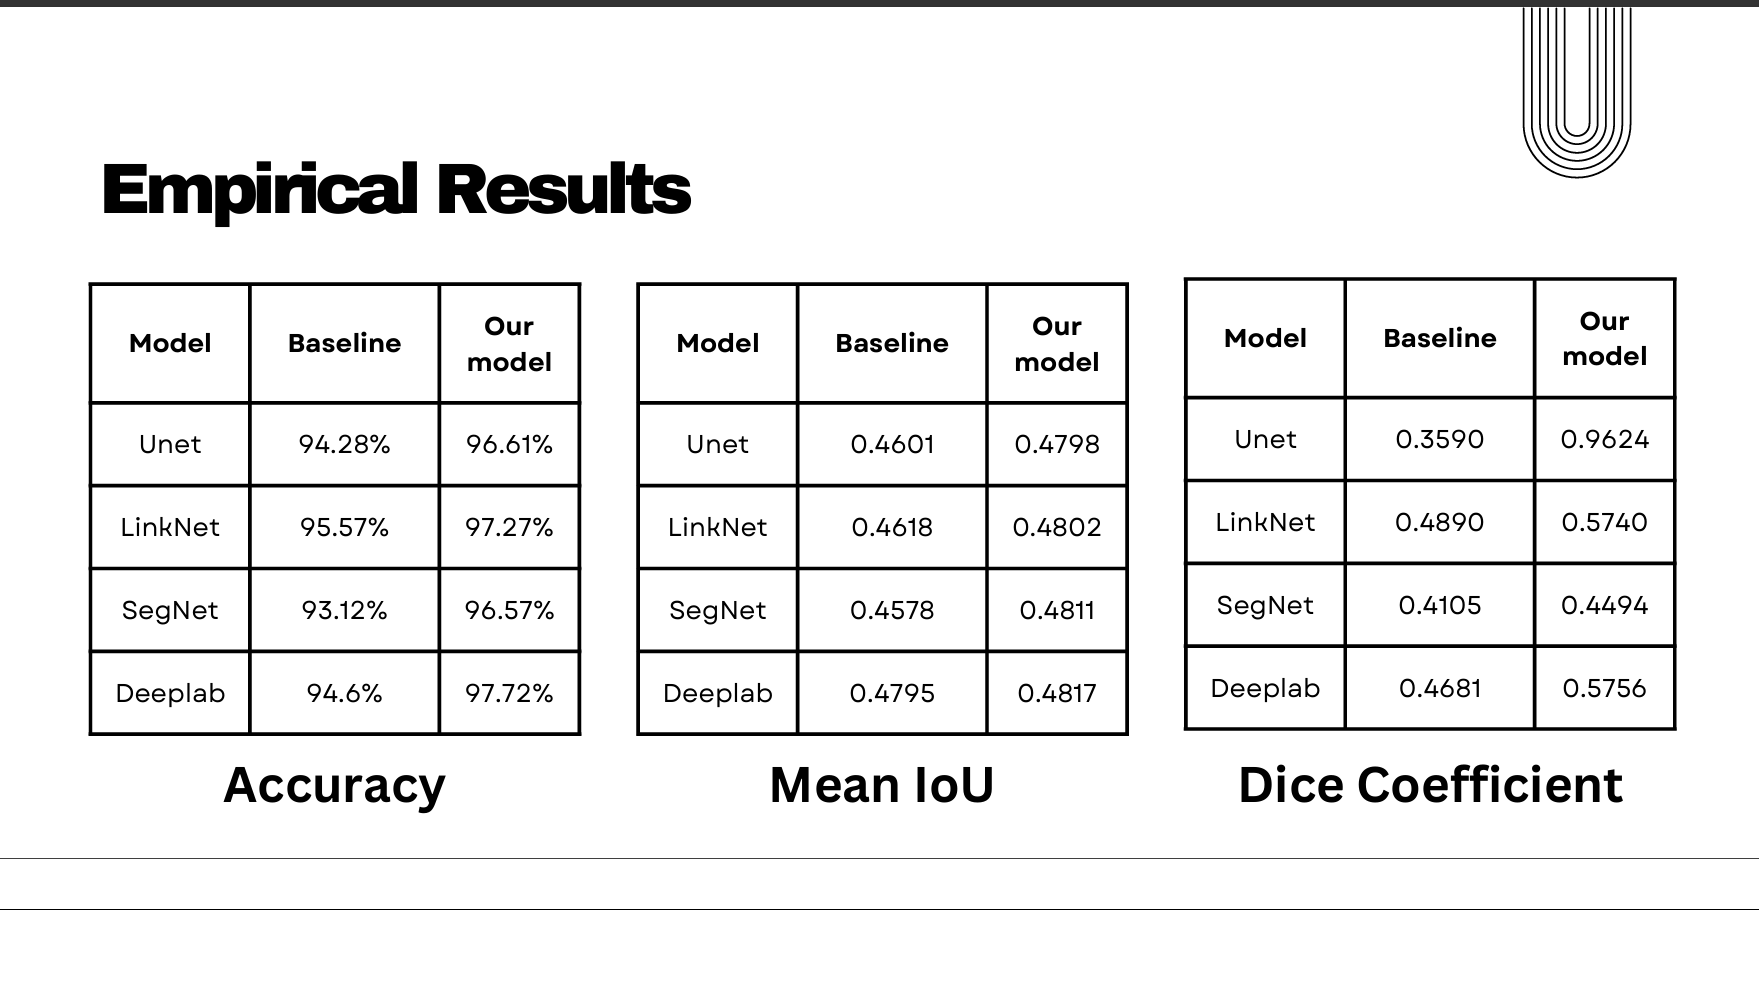 Empirical Results
Model Baseline Our model
Unet 94.28% 96.61%
LinkNet 95.57% 97.27%
SegNet 93.12% 96.57%
Deeplab 94.6% 97.72%
Accuracy
Model Baseline Our model
Unet 0.4601 0.4798
LinkNet 0.4618 0.4802
SegNet 0.4578 0.4811
Deeplab 0.4795 0.4817
Mean IoU
Model Baseline Our model
Unet 0.3590 0.9624
LinkNet 0.4890 0.5740
SegNet 0.4105 0.4494
Deeplab 0.4681 0.5756
Dice Coefficient